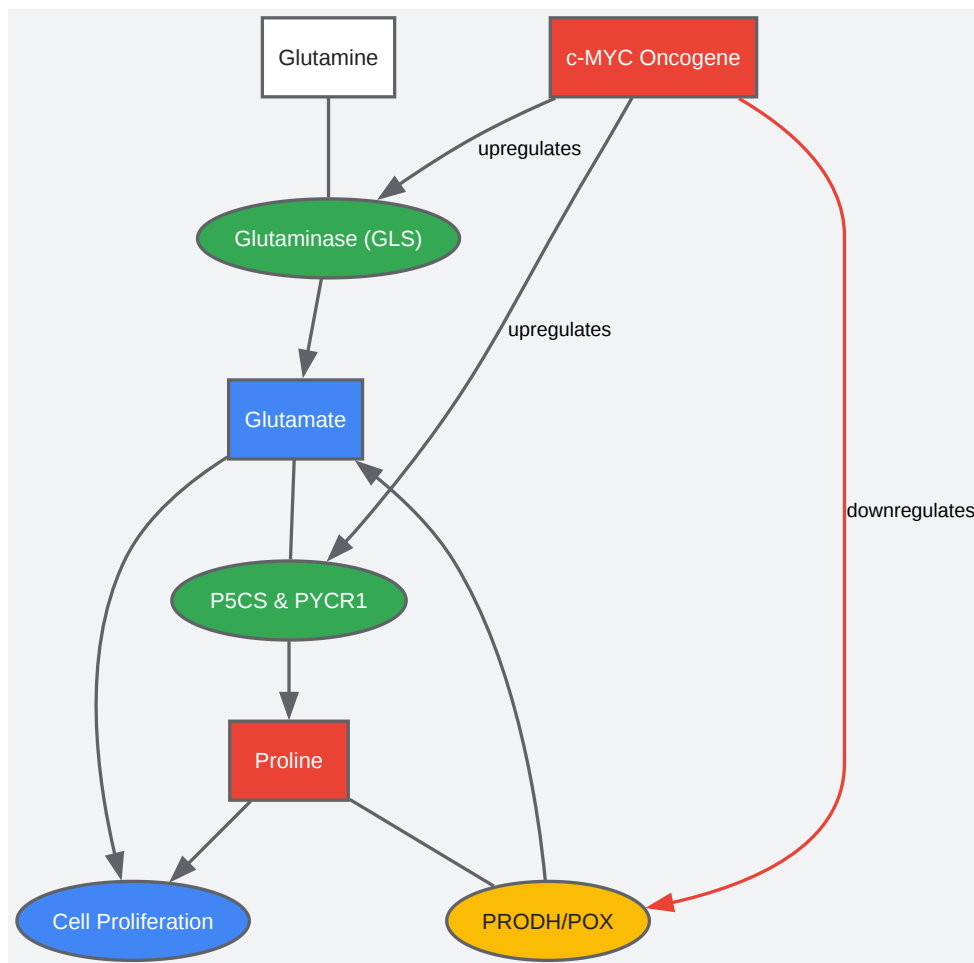 Glutamine
c-MYC Oncogene
upregulates
Glutaminase (GLS)
upregulates
Glutamate
downregulates
P5CS & PYCR1
Proline
Cell Proliferation
PRODH/POX